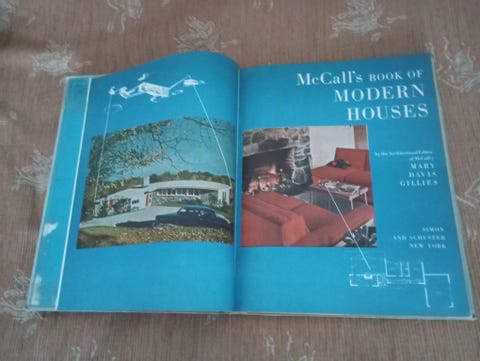 McCall's BOOK OF
MODERN
HOUSES
by the Architectural Editor
of McCall's
MARY
DAVIS
GILLIES
SIMON
AND SCHUSTER
NEW YORK